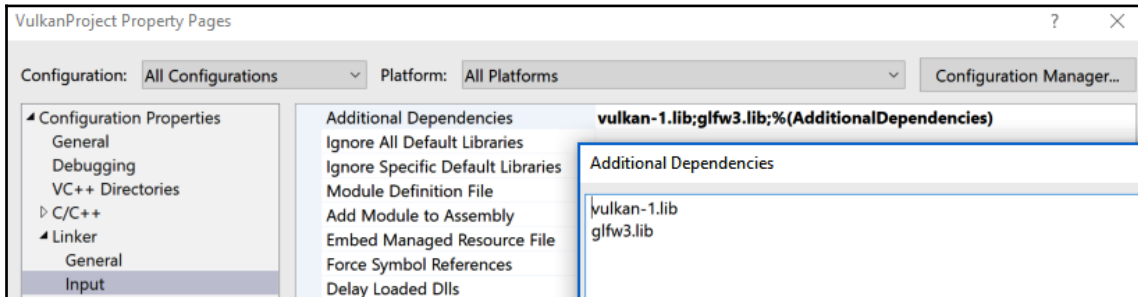 VulkanProject Property Pages ? ×
Configuration: All Configurations Platform: All Platforms Configuration Manager...
Configuration Properties
General
Debugging
VC++ Directories
C/C++
Linker
General
Input
Additional Dependencies vulkan-1.lib;glfw3.lib;%(AdditionalDependencies)
Ignore All Default Libraries
Ignore Specific Default Libraries
Module Definition File
Add Module to Assembly
Embed Managed Resource File
Force Symbol References
Delay Loaded Dlls
Additional Dependencies
vulkan-1.lib
glfw3.lib